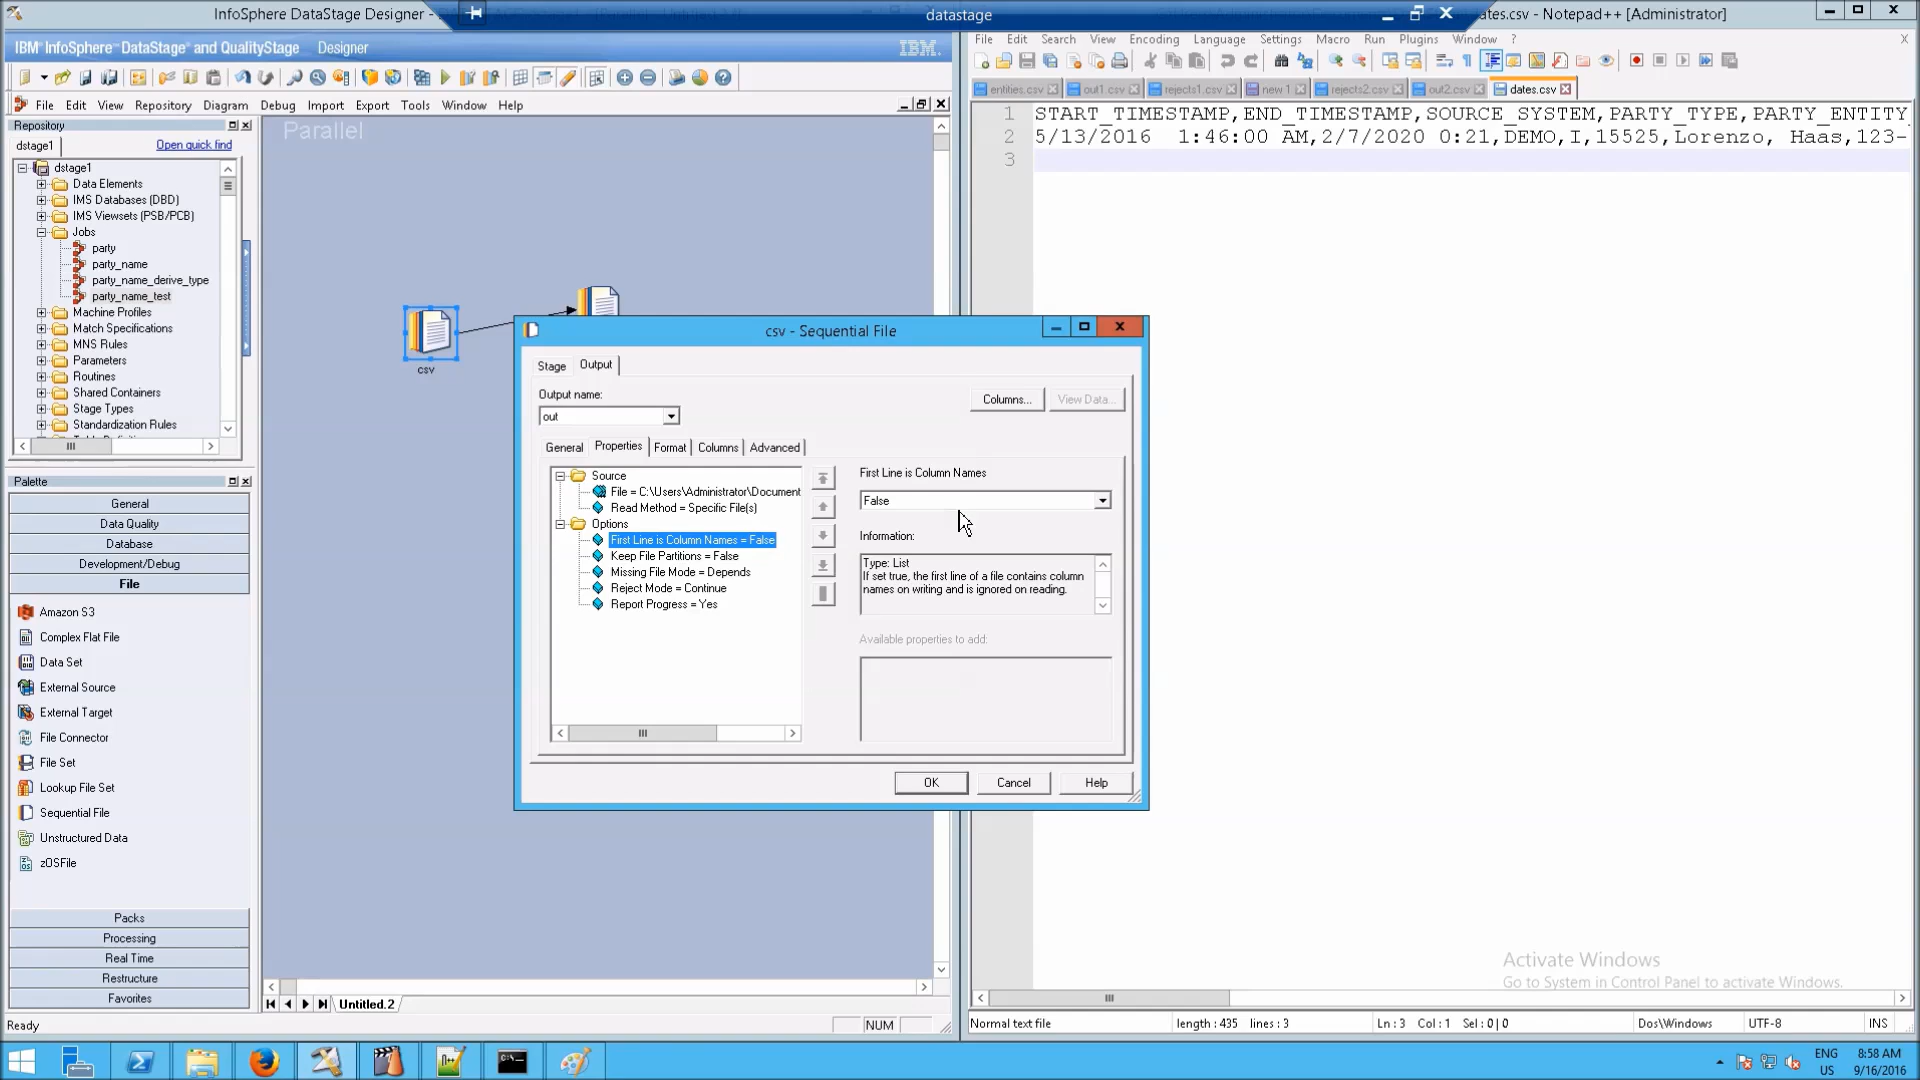 InfoSphere DataStage Designer -
datastage
ates.csv - Notepad++ [Administrator]
IBM InfoSphere DataStage and QualityStage Designer
IBM.
File Edit View Repository Diagram Debug Import Export Tools Window Help
File Edit Search View Encoding Language Settings Macro Run Plugins Window ?
X
entities.csv out1.csv rejects1.csv new 1 rejects2.csv out2.csv dates.csv
1 START_TIMESTAMP,END_TIMESTAMP,SOURCE_SYSTEM,PARTY_TYPE,PARTY_ENTITY
2 5/13/2016 1:46:00 AM,2/7/2020 0:21,DEMO,I,15525,Lorenzo, Haas,123-
3
Repository
dstage1
Open quick find
dstage1
Data Elements
IMS Databases (DBD)
IMS Viewsets (PSB/PCB)
Jobs
party
party_name
party_name_derive_type
party_name_test
Machine Profiles
Match Specifications
MNS Rules
Parameters
Routines
Shared Containers
Stage Types
Standardization Rules
Palette
General
Data Quality
Database
Development/Debug
File
Amazon S3
Complex Flat File
Data Set
External Source
External Target
File Connector
File Set
Lookup File Set
Sequential File
Unstructured Data
zOSFile
Packs
Processing
Real Time
Restructure
Favorites
Parallel
csv
csv - Sequential File
Stage Output
Output name:
out
Columns...
View Data...
General Properties Format Columns Advanced
Source
File = C:\Users\Administrator\Document
Read Method = Specific File(s)
Options
First Line is Column Names = False
Keep File Partitions = False
Missing File Mode = Depends
Reject Mode = Continue
Report Progress = Yes
First Line is Column Names
False
Information:
Type: List
If set true, the first line of a file contains column
names on writing and is ignored on reading.
Available properties to add:
OK
Cancel
Help
Untitled.2
Ready
NUM
Activate Windows
Go to System in Control Panel to activate Windows.
Normal text file
length : 435 lines : 3
Ln : 3 Col : 1 Sel : 0 | 0
Dos\Windows
UTF-8
INS
ENG
US
8:58 AM
9/16/2016